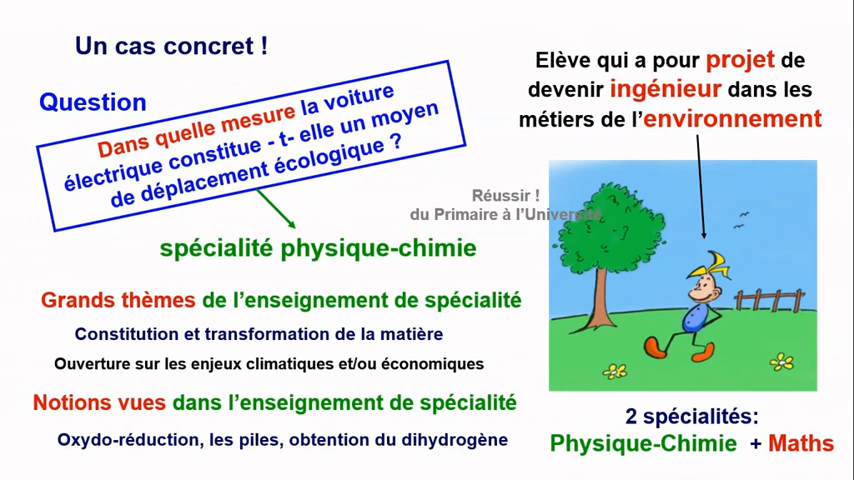 Un cas concret !
Question
Dans quelle mesure la voiture
électrique constitue - t- elle un moyen
de déplacement écologique ?
spécialité physique-chimie
Grands thèmes de l'enseignement de spécialité
Constitution et transformation de la matière
Ouverture sur les enjeux climatiques et/ou économiques
Notions vues dans l'enseignement de spécialité
Oxydo-réduction, les piles, obtention du dihydrogène
Elève qui a pour projet de
devenir ingénieur dans les
métiers de l'environnement
Réussir !
du Primaire à l'Université
2 spécialités:
Physique-Chimie + Maths